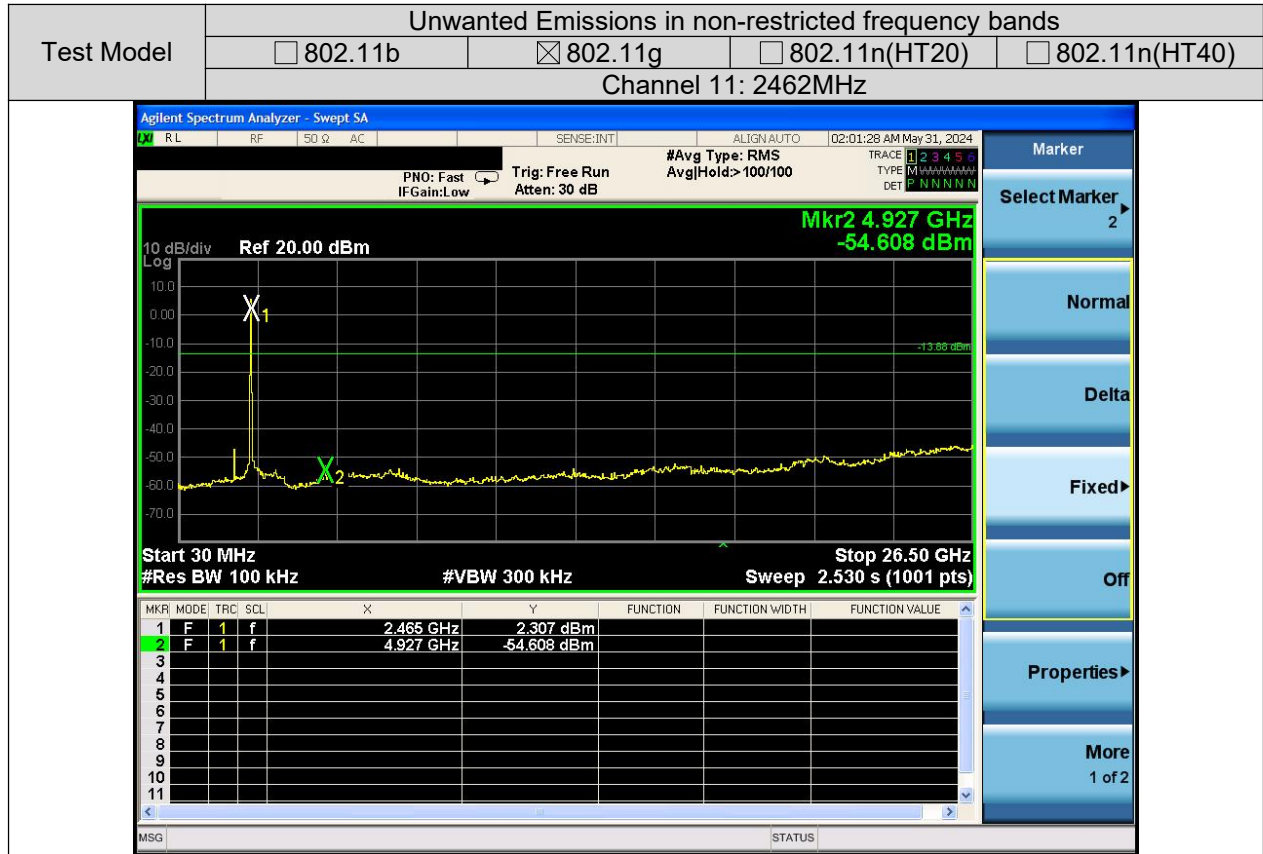 Test Model
Unwanted Emissions in non-restricted frequency bands
☐ 802.11b ☒ 802.11g ☐ 802.11n(HT20) ☐ 802.11n(HT40)
Channel 11: 2462MHz
Agilent Spectrum Analyzer - Swept SA
LXI RL RF 50 Ω AC SENSE:INT ALIGN AUTO 02:01:28 AM May 31, 2024
PNO: Fast
IFGain:Low
Trig: Free Run
Atten: 30 dB
#Avg Type: RMS
Avg|Hold:>100/100
TRACE 1 2 3 4 5 6
TYPE M
DET P N N N N N
Mkr2 4.927 GHz
-54.608 dBm
10 dB/div Ref 20.00 dBm
Log
10.0
0.00
-10.0
-20.0
-30.0
-40.0
-50.0
-60.0
-70.0
1
2
-13.88 dBm
Start 30 MHz Stop 26.50 GHz
#Res BW 100 kHz #VBW 300 kHz Sweep 2.530 s (1001 pts)
MKR MODE TRC SCL X Y FUNCTION FUNCTION WIDTH FUNCTION VALUE
1 F 1 f 2.465 GHz 2.307 dBm
2 F 1 f 4.927 GHz -54.608 dBm
3
4
5
6
7
8
9
10
11
MSG STATUS
Marker
Select Marker
2
Normal
Delta
Fixed
Off
Properties
More
1 of 2